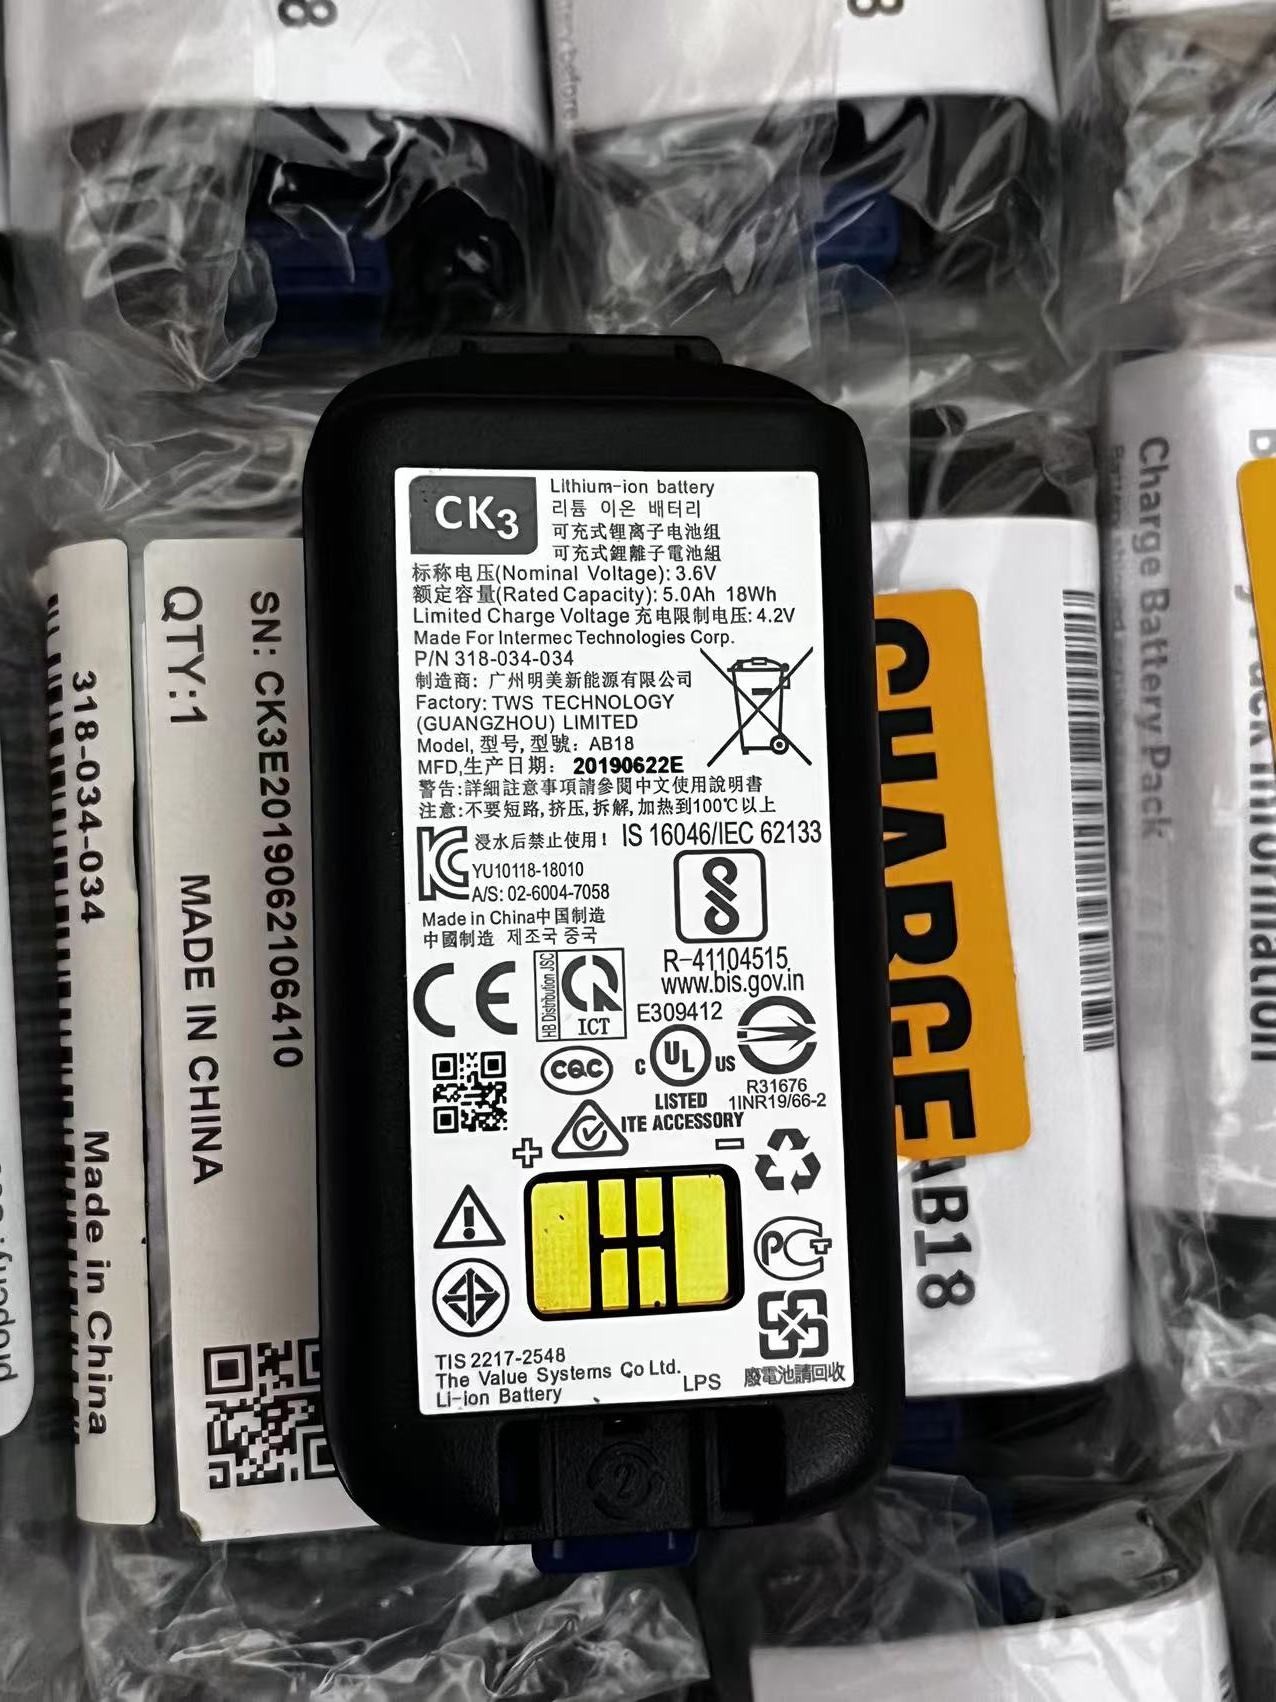 CK3
Lithium-ion battery
리튬 이온 배터리
可充式锂离子电池组
可充式鋰離子電池組
标称电压(Nominal Voltage): 3.6V
额定容量(Rated Capacity): 5.0Ah 18Wh
Limited Charge Voltage 充电限制电压: 4.2V
Made For Intermec Technologies Corp.
P/N 318-034-034
制造商: 广州明美新能源有限公司
Factory: TWS TECHNOLOGY
(GUANGZHOU) LIMITED
Model, 型号, 型號: AB18
MFD,生产日期: 20190622E
警告:詳細註意事項請參閱中文使用說明書
注意:不要短路,挤压,拆解,加热到100℃以上
浸水后禁止使用! IS 16046/IEC 62133
YU10118-18010
A/S: 02-6004-7058
Made in China中国制造
中國制造 제조국 중국
R-41104515
www.bis.gov.in
CE
HB Distribution JSC
ICT
E309412
CQC
C UL US
LISTED
ITE ACCESSORY
R31676
1INR19/66-2
+ −
TIS 2217-2548
The Value Systems Co Ltd.
Li-ion Battery
LPS
廢電池請回收
318-034-034
Made in China
QTY:1
MADE IN CHINA
SN: CK3E2019062106410
CHARGE
AB18
Charge Battery Pack
8
8